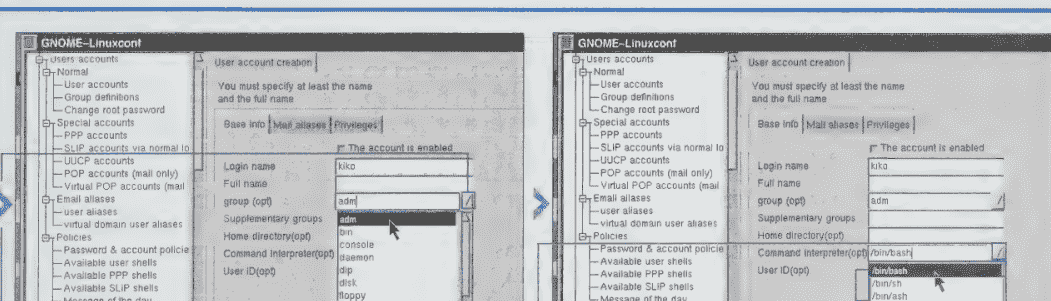 GNOME-Linuxconf
Users accounts
Normal
User accounts
Group definitions
Change root password
Special accounts
PPP accounts
SLIP accounts via normal lo
UUCP accounts
POP accounts (mail only)
Virtual POP accounts (mail
Email aliases
user aliases
virtual domain user aliases
Policies
Password & account policie
Available user shells
Available PPP shells
Available SLIP shells
Message of the day
User account creation
You must specify at least the name
and the full name
Base info Mail aliases Privileges
The account is enabled
Login name kiko
Full name
group (opt) adm
Supplementary groups adm
Home directory(opt) bin
console
Command Interpreter(opt) daemon
User ID(opt) dip
disk
floppy
GNOME-Linuxconf
Users accounts
Normal
User accounts
Group definitions
Change root password
Special accounts
PPP accounts
SLIP accounts via normal lo
UUCP accounts
POP accounts (mail only)
Virtual POP accounts (mail
Email aliases
user aliases
virtual domain user aliases
Policies
Password & account policie
Available user shells
Available PPP shells
Available SLIP shells
Message of the day
User account creation
You must specify at least the name
and the full name
Base info Mail aliases Privileges
The account is enabled
Login name kiko
Full name
group (opt) adm
Supplementary groups
Home directory(opt)
Command Interpreter(opt) /bin/bash
User ID(opt) /bin/bash
/bin/sh
/bin/ash